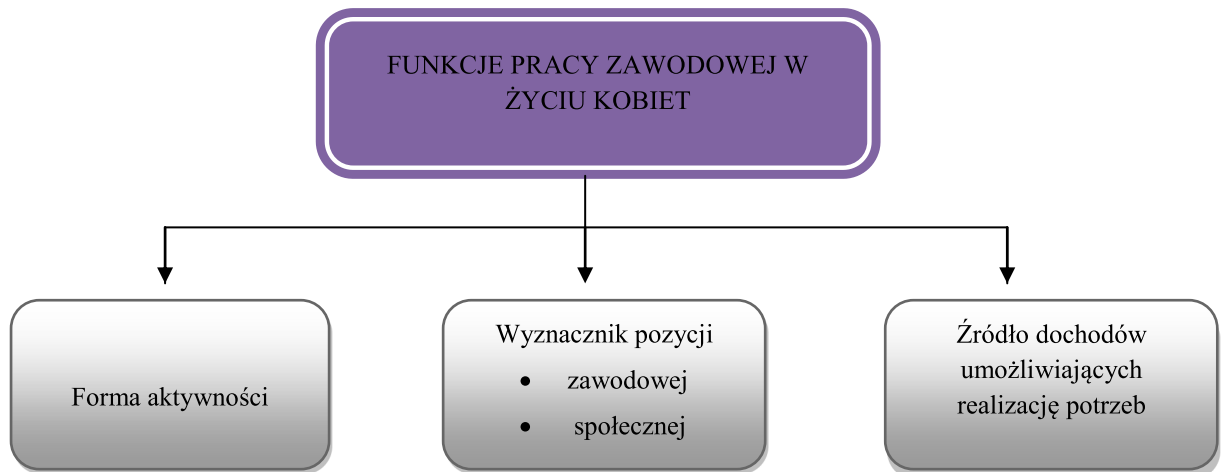 FUNKCJE PRACY ZAWODOWEJ W
ŻYCIU KOBIET
Forma aktywności
Wyznacznik pozycji
• zawodowej
• społecznej
Źródło dochodów
umożliwiających
realizację potrzeb